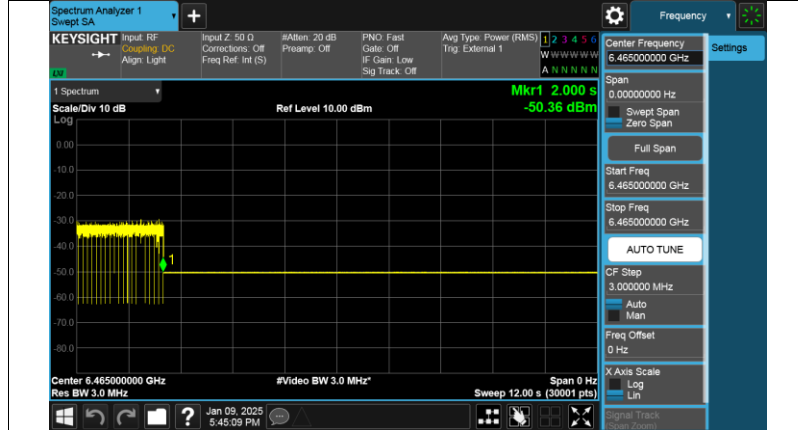 Spectrum Analyzer 1
Swept SA
+
Frequency
KEYSIGHT
Input: RF
Coupling: DC
Align: Light
Input Z: 50 Ω
Corrections: Off
Freq Ref: Int (S)
#Atten: 20 dB
Preamp: Off
PNO: Fast
Gate: Off
IF Gain: Low
Sig Track: Off
Avg Type: Power (RMS)
Trig: External 1
1 2 3 4 5 6
W W W W W W
A N N N N N
LXI
1 Spectrum
Scale/Div 10 dB
Ref Level 10.00 dBm
Mkr1 2.000 s
-50.36 dBm
Log
0.00
-10.0
-20.0
-30.0
-40.0
-50.0
-60.0
-70.0
-80.0
1
Center 6.465000000 GHz
Res BW 3.0 MHz
#Video BW 3.0 MHz*
Span 0 Hz
Sweep 12.00 s (30001 pts)
?
Jan 09, 2025
5:45:09 PM
Center Frequency
6.465000000 GHz
Span
0.00000000 Hz
Swept Span
Zero Span
Full Span
Start Freq
6.465000000 GHz
Stop Freq
6.465000000 GHz
AUTO TUNE
CF Step
3.000000 MHz
Auto
Man
Freq Offset
0 Hz
X Axis Scale
Log
Lin
Signal Track
(Span Zoom)
Settings